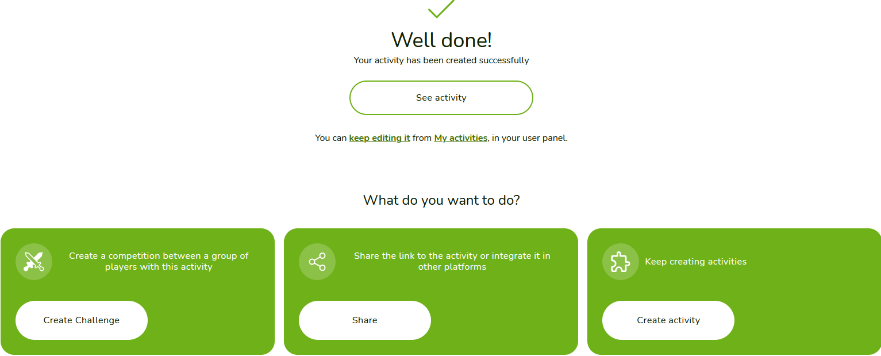 Well done!
Your activity has been created successfully
See activity
You can keep editing it from My activities, in your user panel.
What do you want to do?
Create a competition between a group of
players with this activity
Create Challenge
Share the link to the activity or integrate it in
other platforms
Share
Keep creating activities
Create activity